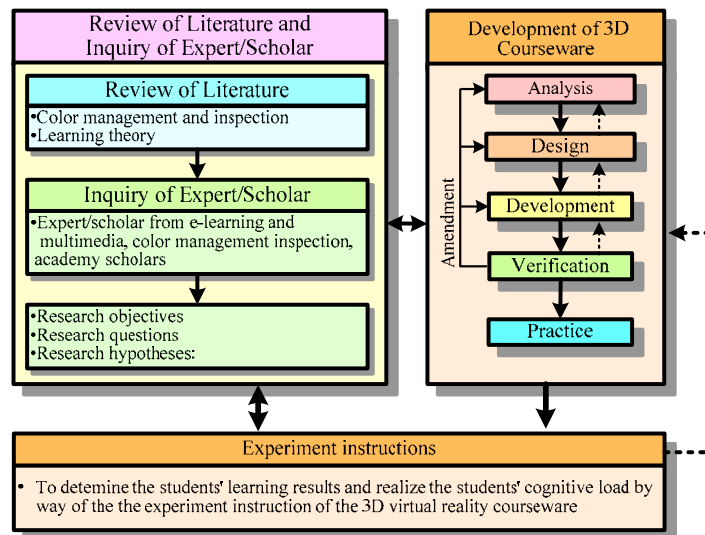 Review of Literature and
Inquiry of Expert/Scholar
Review of Literature
•Color management and inspection
•Learning theory
Inquiry of Expert/Scholar
•Expert/scholar from e-learning and
multimedia, color management inspection,
academy scholars
•Research objectives
•Research questions
•Research hypotheses:
Development of 3D
Courseware
Analysis
Design
Development
Verification
Practice
Amendment
Experiment instructions
• To detemine the students' learning results and realize the students' cognitive load by
way of the the experiment instruction of the 3D virtual reality courseware